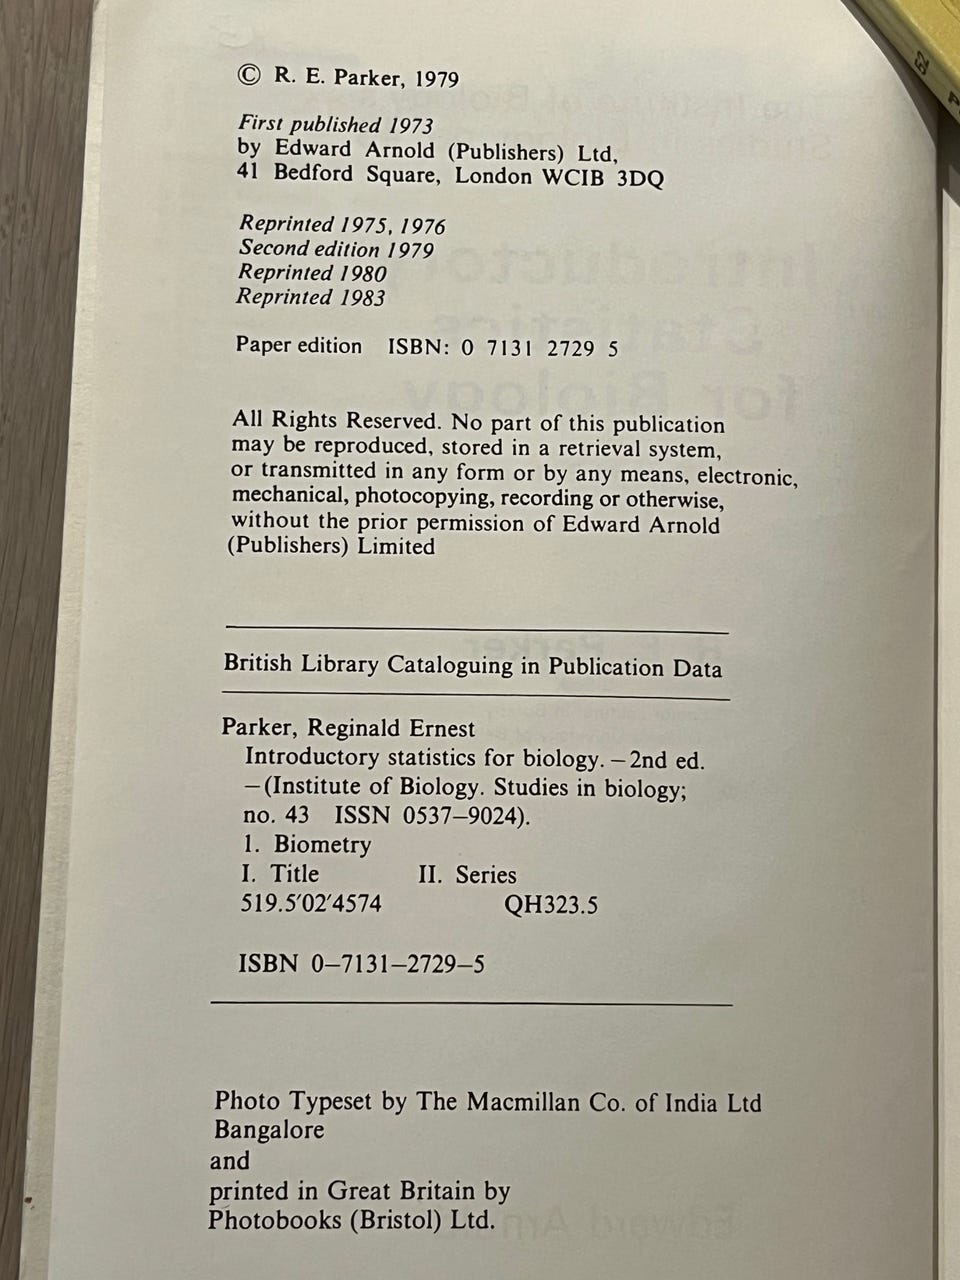 © R. E. Parker, 1979
First published 1973
by Edward Arnold (Publishers) Ltd,
41 Bedford Square, London WCIB 3DQ
Reprinted 1975, 1976
Second edition 1979
Reprinted 1980
Reprinted 1983
Paper edition ISBN: 0 7131 2729 5
All Rights Reserved. No part of this publication
may be reproduced, stored in a retrieval system,
or transmitted in any form or by any means, electronic,
mechanical, photocopying, recording or otherwise,
without the prior permission of Edward Arnold
(Publishers) Limited
British Library Cataloguing in Publication Data
Parker, Reginald Ernest
Introductory statistics for biology. – 2nd ed.
– (Institute of Biology. Studies in biology;
no. 43 ISSN 0537–9024).
1. Biometry
I. Title II. Series
519.5′02′4574 QH323.5
ISBN 0–7131–2729–5
Photo Typeset by The Macmillan Co. of India Ltd
Bangalore
and
printed in Great Britain by
Photobooks (Bristol) Ltd.